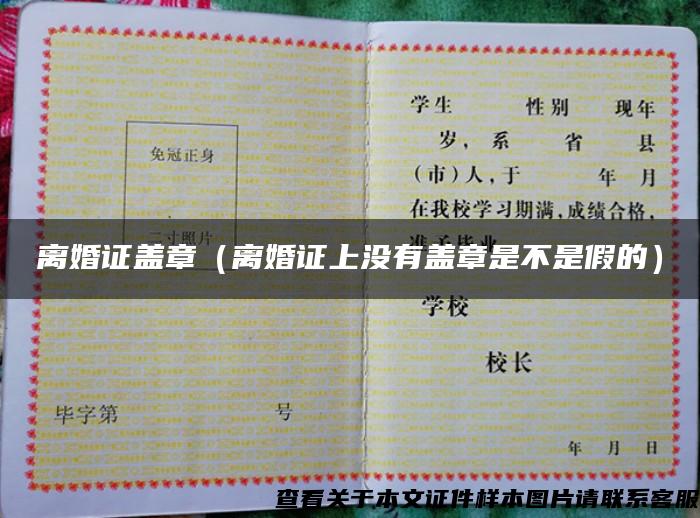 免冠正身
二寸照片
毕字第 号
学生 性别 现年
岁，系 省 县
（市）人，于 年 月
在我校学习期满，成绩合格，
准予毕业
学校
校长
年 月 日
离婚证盖章（离婚证上没有盖章是不是假的）
查看关于本文证件样本图片请联系客服